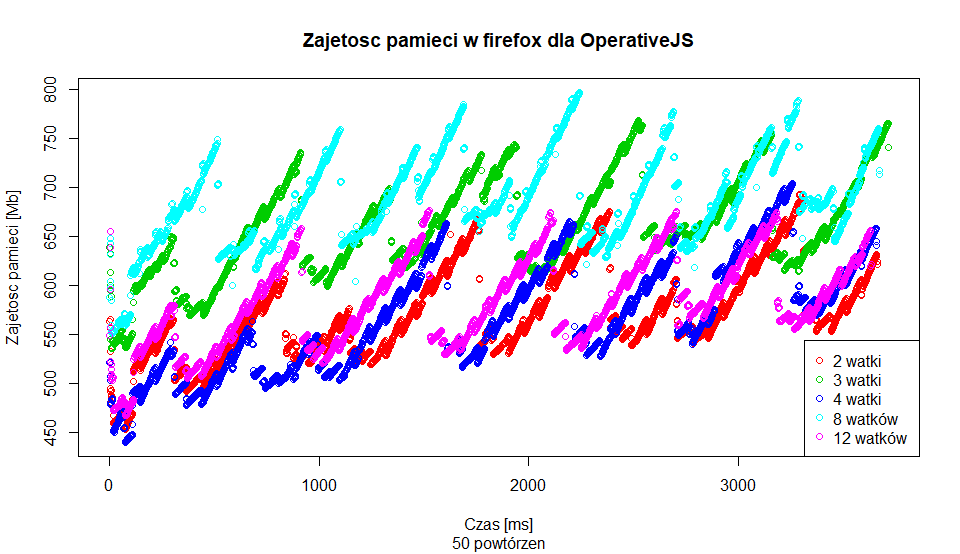 Zajetosc pamieci w firefox dla OperativeJS
Zajetosc pamieci [Mb]
800
750
700
650
600
550
500
450
0
1000
2000
3000
2 watki
3 watki
4 watki
8 watków
12 watków
Czas [ms]
50 powtórzen